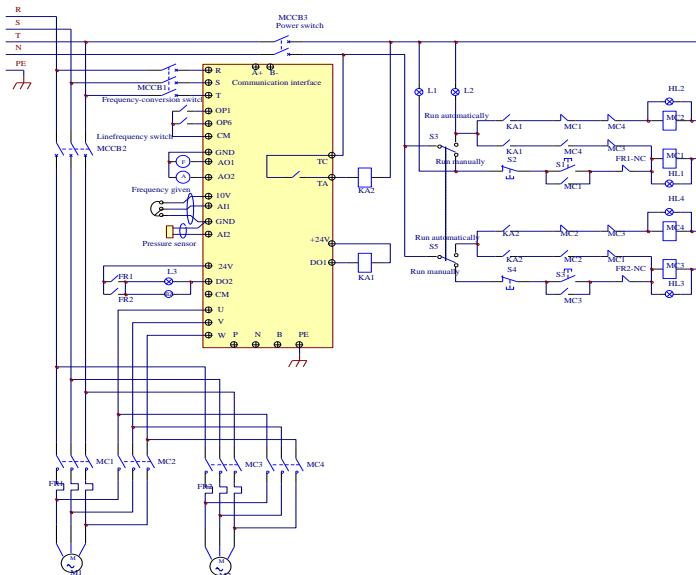 R
S
T
N
PE
MCCB3
Power switch
A+ B-
Communication interface
R
S
T
MCCB1
Frequency-conversion switch
OP1
OP6
CM
Linefrequency switch
MCCB2
GND
AO1
AO2
F
A
Frequency given
10V
AI1
GND
AI2
Pressure sensor
24V
DO2
CM
FR1
FR2
L3
U
V
W
P N B PE
TC
TA
+24V
DO1
KA2
KA1
L1
L2
Run automatically
S3
Run manually
KA1 MC1 MC4
KA1 MC4 MC3
S2 S1 FR1-NC
MC1
HL2
MC2
MC1
HL1
Run automatically
S5
Run manually
KA2 MC2 MC3
KA2 MC2 MC1
S4 S3 FR2-NC
MC3
HL4
MC4
MC3
HL3
MC1 MC2 MC3 MC4
FR1
FR2
M
M1
M